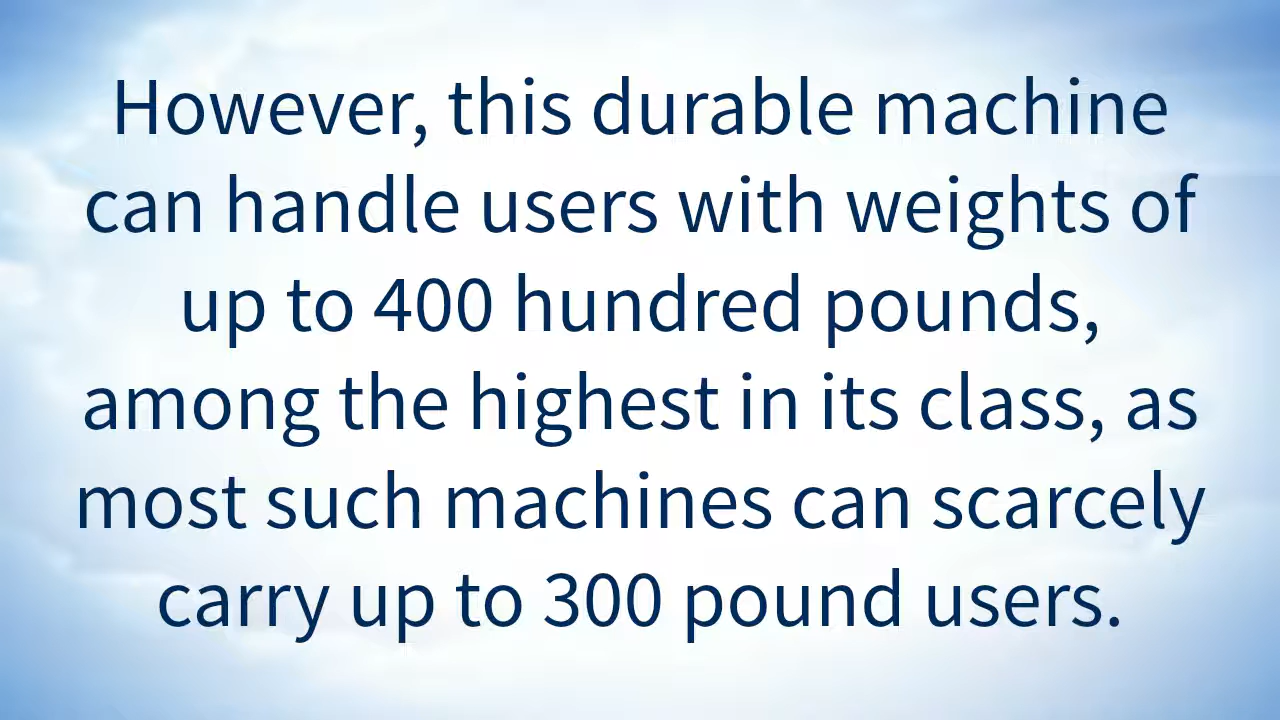 However, this durable machine
can handle users with weights of
up to 400 hundred pounds,
among the highest in its class, as
most such machines can scarcely
carry up to 300 pound users.